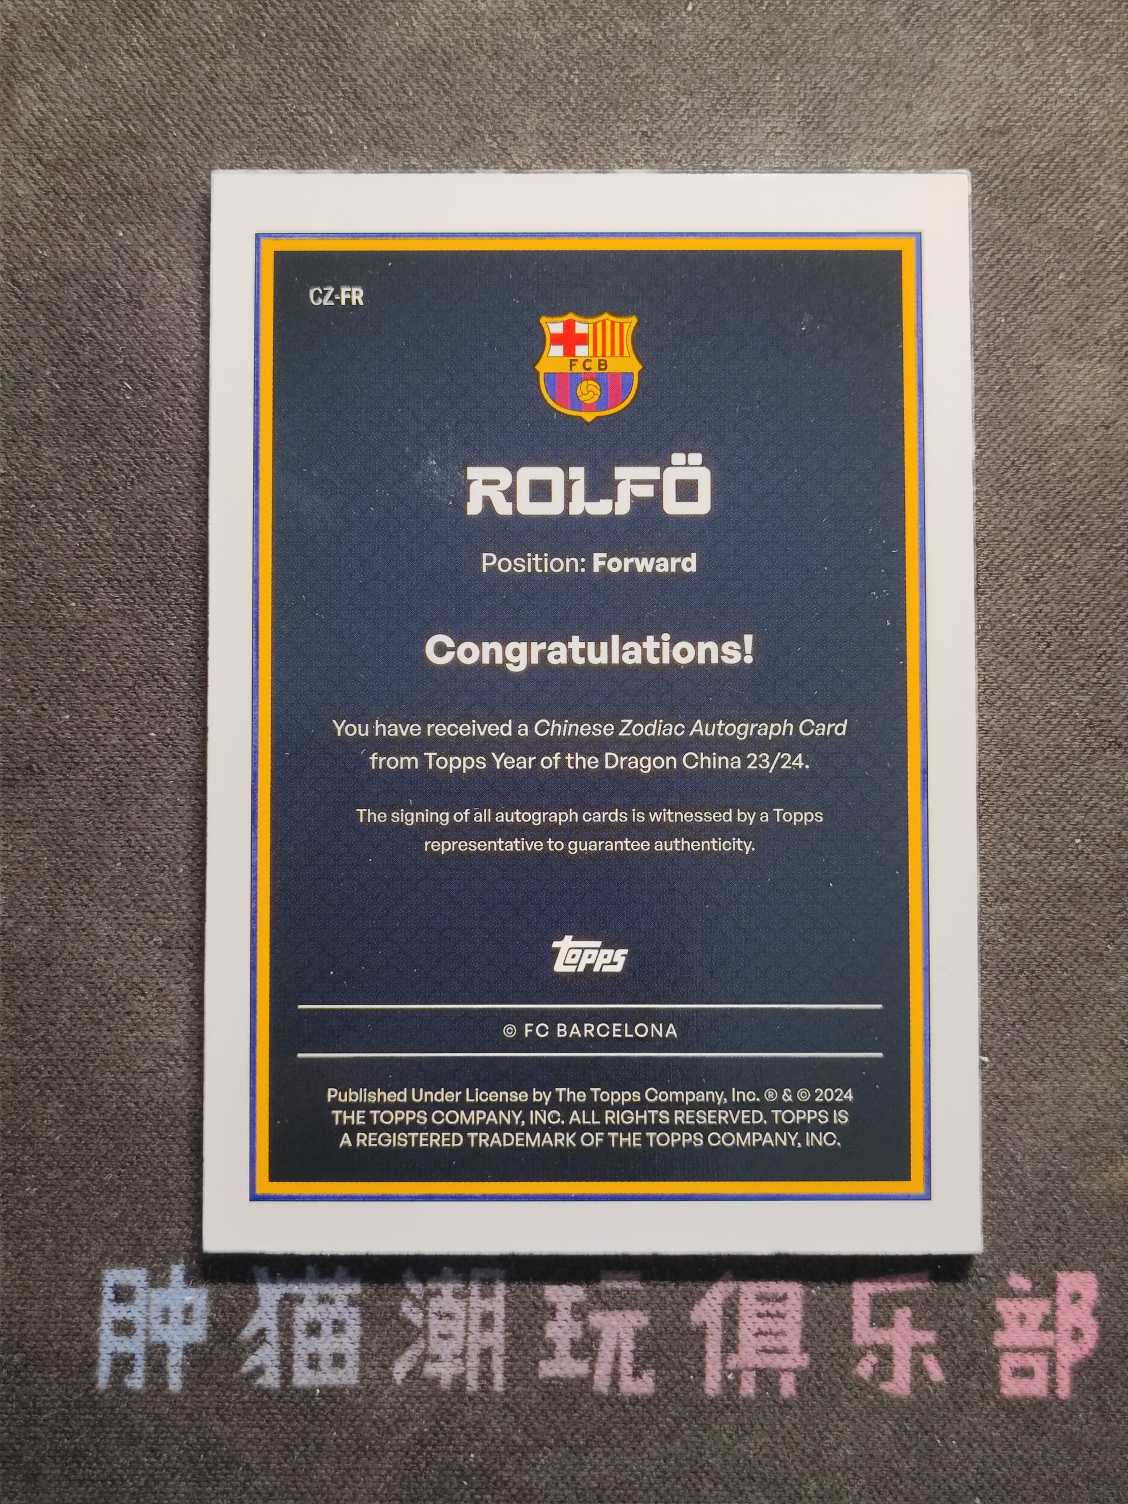 CZ-FR
FCB
ROLFÖ
Position: Forward
Congratulations!
You have received a Chinese Zodiac Autograph Card
from Topps Year of the Dragon China 23/24.
The signing of all autograph cards is witnessed by a Topps
representative to guarantee authenticity.
topps
© FC BARCELONA
Published Under License by The Topps Company, Inc. ® & © 2024
THE TOPPS COMPANY, INC. ALL RIGHTS RESERVED. TOPPS IS
A REGISTERED TRADEMARK OF THE TOPPS COMPANY, INC.
肿猫潮玩俱乐部